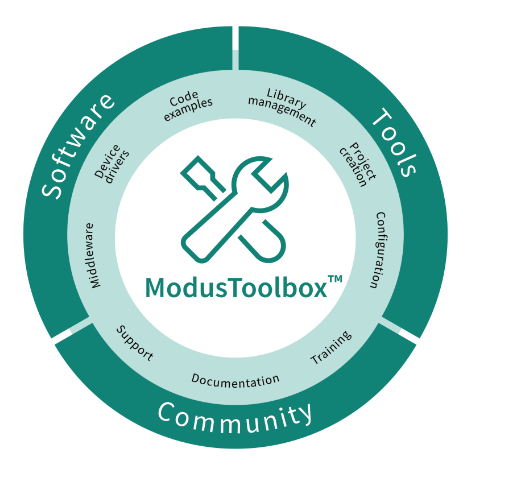 Software
Tools
Community
Code
examples
Library
management
Device
drivers
Project
creation
Middleware
Configuration
Support
Documentation
Training
ModusToolbox™